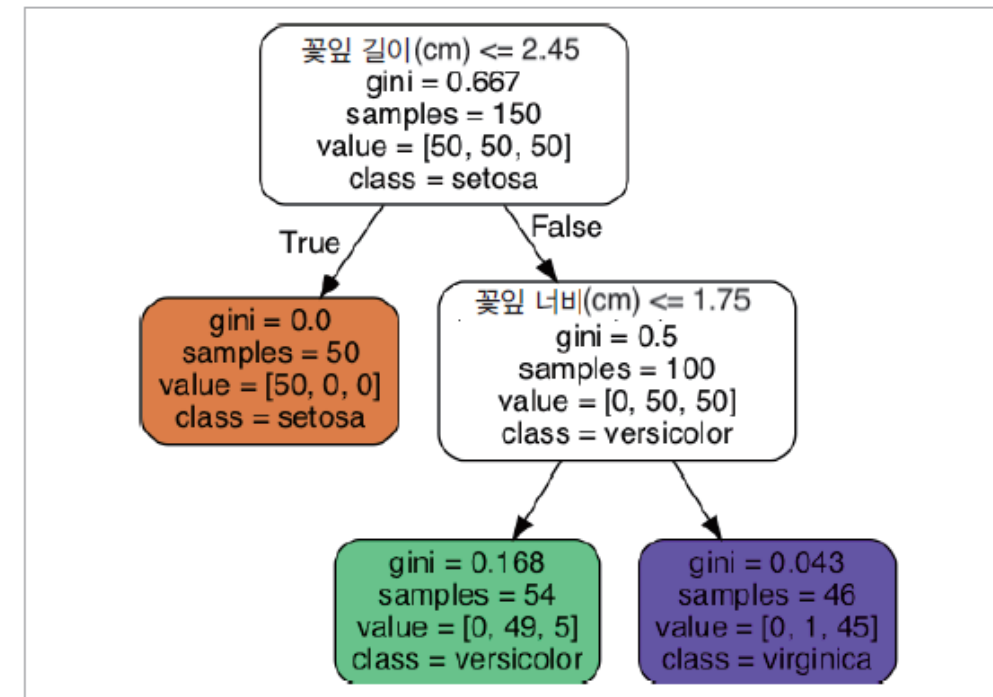 꽃잎 길이(cm) <= 2.45
gini = 0.667
samples = 150
value = [50, 50, 50]
class = setosa
True
False
gini = 0.0
samples = 50
value = [50, 0, 0]
class = setosa
꽃잎 너비(cm) <= 1.75
gini = 0.5
samples = 100
value = [0, 50, 50]
class = versicolor
gini = 0.168
samples = 54
value = [0, 49, 5]
class = versicolor
gini = 0.043
samples = 46
value = [0, 1, 45]
class = virginica